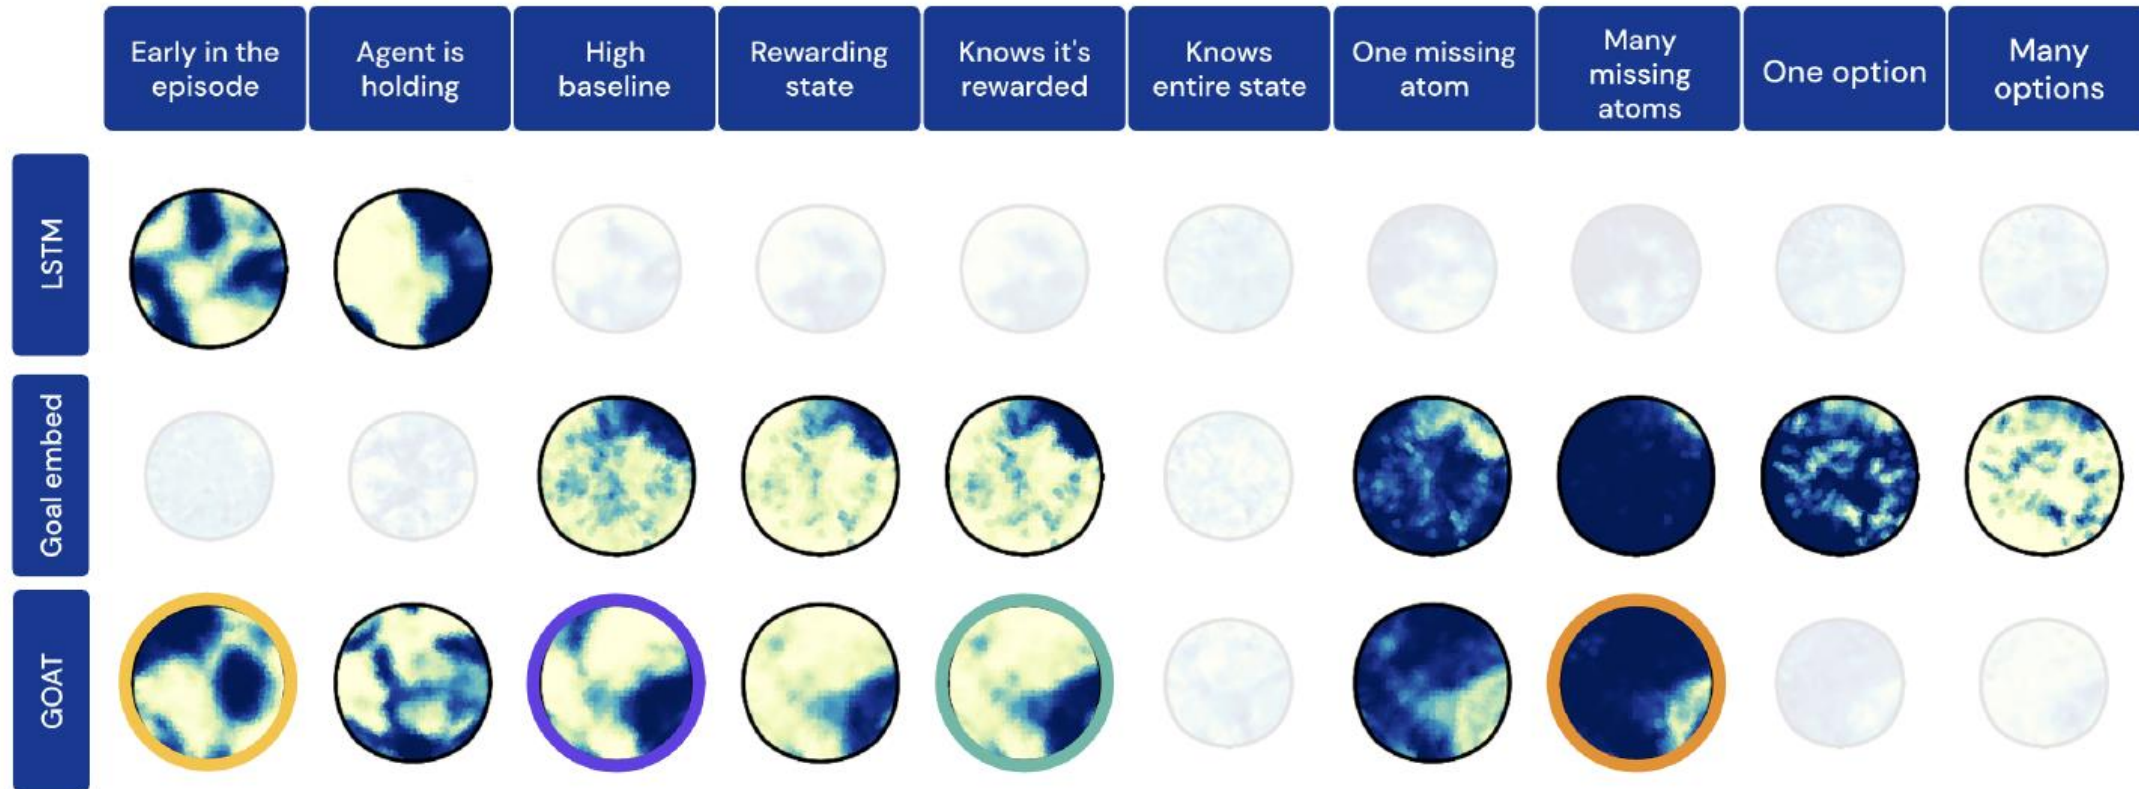 Early in the
episode
Agent is
holding
High
baseline
Rewarding
state
Knows it's
rewarded
Knows
entire state
One missing
atom
Many
missing
atoms
One option
Many
options
LSTM
Goal embed
GOAT